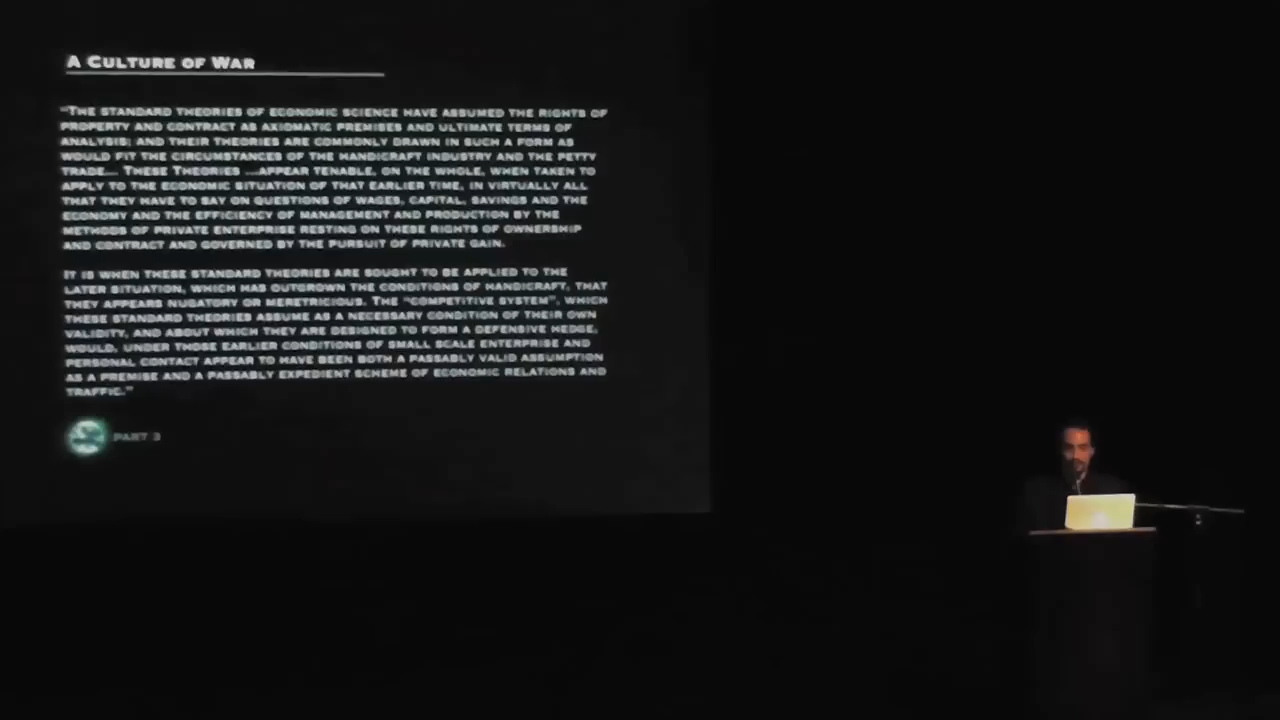 A CULTURE OF WAR
"THE STANDARD THEORIES OF ECONOMIC SCIENCE HAVE ASSUMED THE RIGHTS OF
PROPERTY AND CONTRACT AS AXIOMATIC PREMISES AND ULTIMATE TERMS OF
ANALYSIS; AND THEIR THEORIES ARE COMMONLY DRAWN IN SUCH A FORM AS
WOULD FIT THE CIRCUMSTANCES OF THE HANDICRAFT INDUSTRY AND THE PETTY
TRADE... THESE THEORIES ...APPEAR TENABLE, ON THE WHOLE, WHEN TAKEN TO
APPLY TO THE ECONOMIC SITUATION OF THAT EARLIER TIME, IN VIRTUALLY ALL
THAT THEY HAVE TO SAY ON QUESTIONS OF WAGES, CAPITAL, SAVINGS AND THE
ECONOMY AND THE EFFICIENCY OF MANAGEMENT AND PRODUCTION BY THE
METHODS OF PRIVATE ENTERPRISE RESTING ON THESE RIGHTS OF OWNERSHIP
AND CONTRACT AND GOVERNED BY THE PURSUIT OF PRIVATE GAIN.
IT IS WHEN THESE STANDARD THEORIES ARE SOUGHT TO BE APPLIED TO THE
LATER SITUATION, WHICH HAS OUTGROWN THE CONDITIONS OF HANDICRAFT, THAT
THEY APPEARS NUGATORY OR MERETRICIOUS. THE "COMPETITIVE SYSTEM", WHICH
THESE STANDARD THEORIES ASSUME AS A NECESSARY CONDITION OF THEIR OWN
VALIDITY, AND ABOUT WHICH THEY ARE DESIGNED TO FORM A DEFENSIVE HEDGE,
WOULD, UNDER THOSE EARLIER CONDITIONS OF SMALL SCALE ENTERPRISE AND
PERSONAL CONTACT APPEAR TO HAVE BEEN BOTH A PASSABLY VALID ASSUMPTION
AS A PREMISE AND A PASSABLY EXPEDIENT SCHEME OF ECONOMIC RELATIONS AND
TRAFFIC."
PART 3